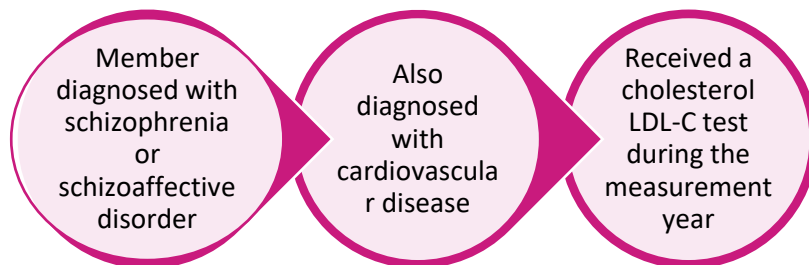 Member
diagnosed with
schizophrenia
or
schizoaffective
disorder
Also
diagnosed
with
cardiovascula
r disease
Received a
cholesterol
LDL-C test
during the
measurement
year